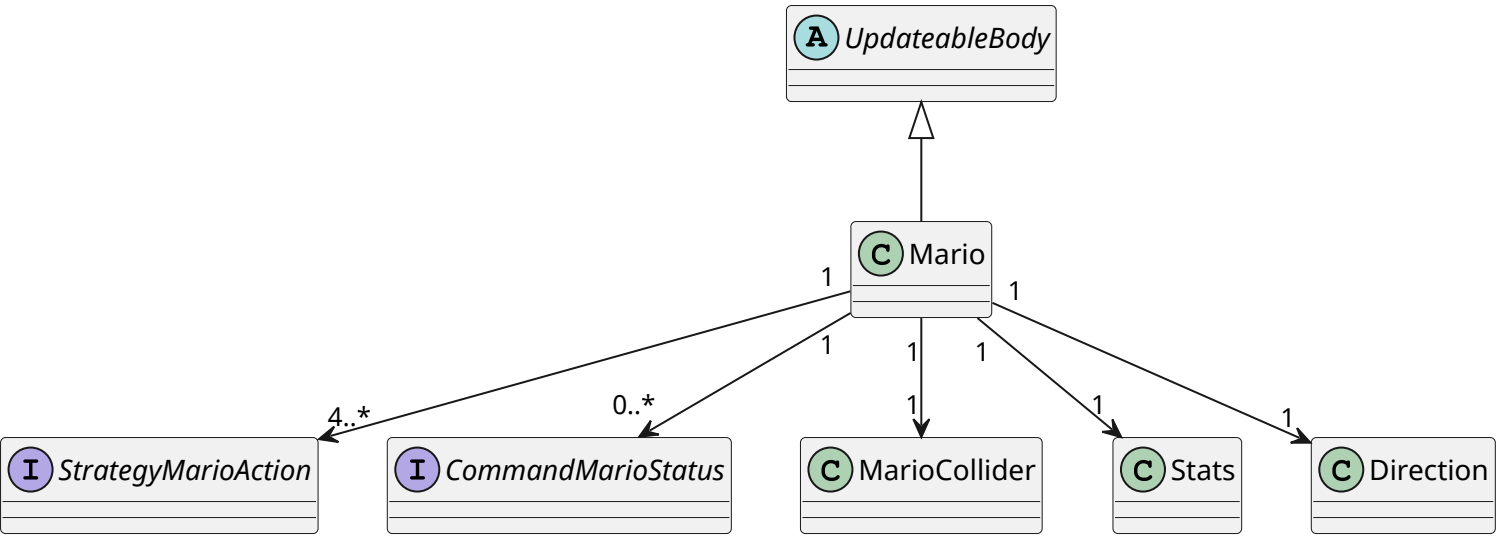 A UpdateableBody
C Mario
1
1
1
1
1
4..*
0..*
1
1
1
I StrategyMarioAction
I CommandMarioStatus
C MarioCollider
C Stats
C Direction